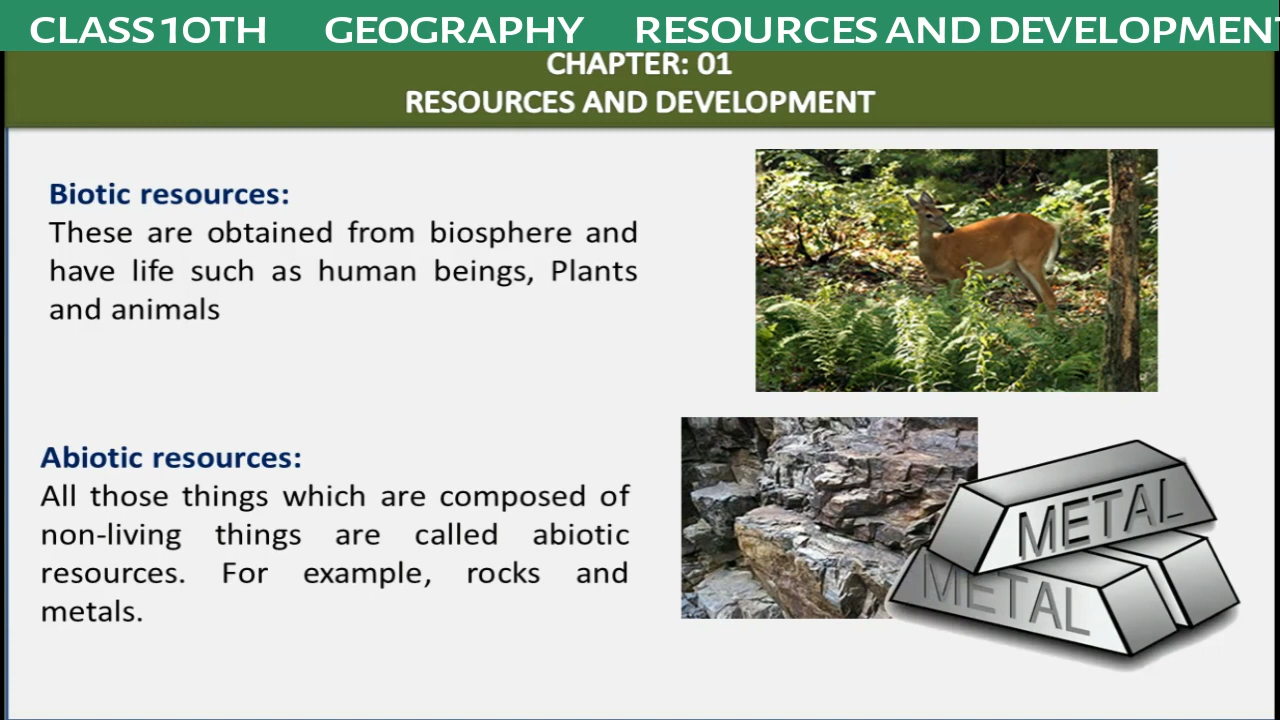 CLASS 10TH GEOGRAPHY RESOURCES AND DEVELOPMENT
CHAPTER: 01
RESOURCES AND DEVELOPMENT
Biotic resources:
These are obtained from biosphere and
have life such as human beings, Plants
and animals
Abiotic resources:
All those things which are composed of
non-living things are called abiotic
resources. For example, rocks and
metals.
METAL
METAL